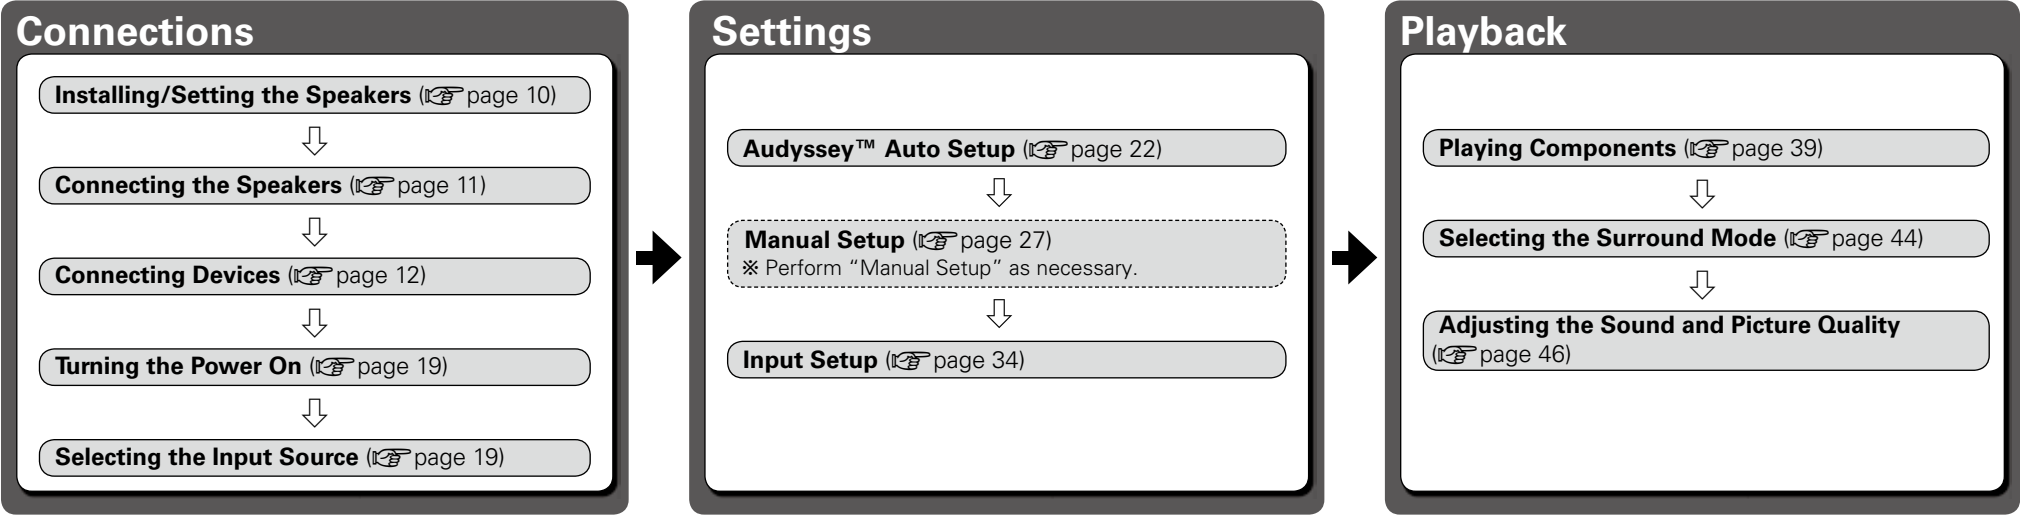 Connections
Installing/Setting the Speakers (☞ page 10)
Connecting the Speakers (☞ page 11)
Connecting Devices (☞ page 12)
Turning the Power On (☞ page 19)
Selecting the Input Source (☞ page 19)
Settings
Audyssey™ Auto Setup (☞ page 22)
Manual Setup (☞ page 27)
※ Perform “Manual Setup” as necessary.
Input Setup (☞ page 34)
Playback
Playing Components (☞ page 39)
Selecting the Surround Mode (☞ page 44)
Adjusting the Sound and Picture Quality
(☞ page 46)